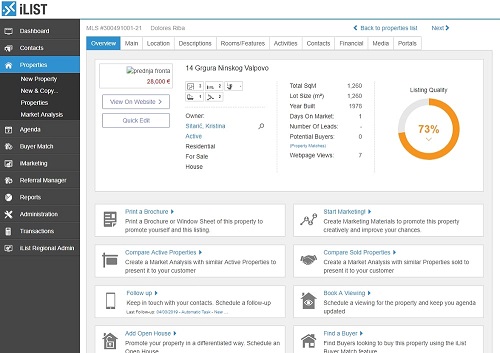 iLIST
Dashboard
Contacts
Properties
New Property
New & Copy...
Properties
Market Analysis
Agenda
Buyer Match
iMarketing
Referral Manager
Reports
Administration
Transactions
iList Regional Admin
MLS #300491001-21 Dolores Riba
Back to properties list
Next
Overview Main Location Descriptions Rooms/Features Activities Contacts Financial Media Portals
prednja fronta
28,000 €
View On Website
Quick Edit
14 Grgura Ninskog Valpovo
Owner:
Sitarić, Kristina
Active
Residential
For Sale
House
Total SqM 1,260
Lot Size (m²) 1,260
Year Built 1978
Days On Market: 1
Number Of Leads: -
Potential Buyers: 0
(Property Matches)
Webpage Views: 7
Listing Quality
73%
Print a Brochure
Print a Brochure or Window Sheet of this property to
promote yourself and this listing
Start Marketing!
Create Marketing Materials to promote this property
creatively and improve your chances.
Compare Active Properties
Create a Market Analysis with similar Active Properties to
present it to your customer
Compare Sold Properties
Create a Market Analysis with similar Properties sold to
present it to your customer
Follow up
Keep in touch with your contacts. Schedule a follow-up
Last Followup: 04/03/2019 - Automatic Task - New ...
Book A Viewing
Schedule a viewing for the property and keep you agenda
updated
Add Open House
Promote your property in a differentiated way. Schedule an
Open House
Find a Buyer
Find Buyers looking to buy this property using the iList
Buyer Match feature